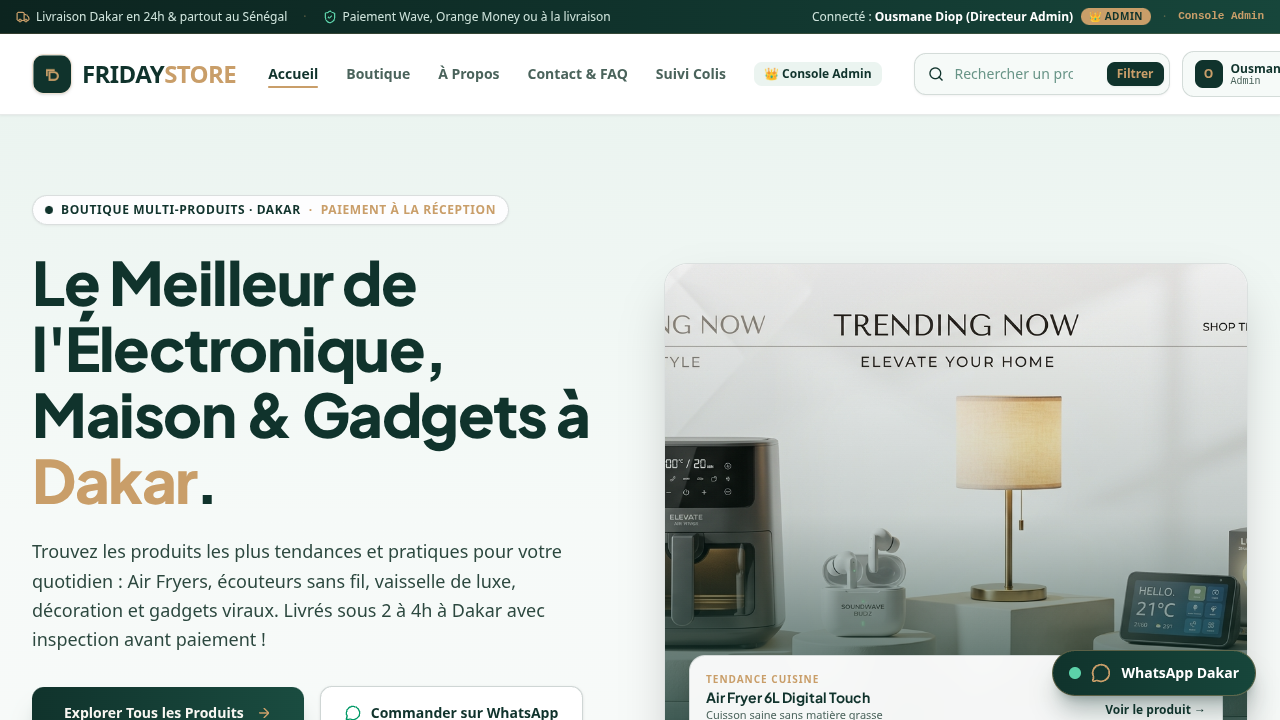 Livraison Dakar en 24h & partout au Sénégal · Paiement Wave, Orange Money ou à la livraison
Connecté : Ousmane Diop (Directeur Admin) 👑 ADMIN · Console Admin
FRIDAYSTORE
Accueil Boutique À Propos Contact & FAQ Suivi Colis 👑 Console Admin
Rechercher un prc Filtrer
O Ousman
Admin
BOUTIQUE MULTI-PRODUITS · DAKAR · PAIEMENT À LA RÉCEPTION
Le Meilleur de
l'Électronique,
Maison & Gadgets à
Dakar.
Trouvez les produits les plus tendances et pratiques pour votre
quotidien : Air Fryers, écouteurs sans fil, vaisselle de luxe,
décoration et gadgets viraux. Livrés sous 2 à 4h à Dakar avec
inspection avant paiement !
Explorer Tous les Produits →
Commander sur WhatsApp
NG NOW TRENDING NOW SHOP TI
TYLE ELEVATE YOUR HOME
ELEVATE
SOUNDWAVE
BUDZ
HELLO.
21°C
TENDANCE CUISINE
Air Fryer 6L Digital Touch
Cuisson saine sans matière grasse
Voir le produit →
WhatsApp Dakar